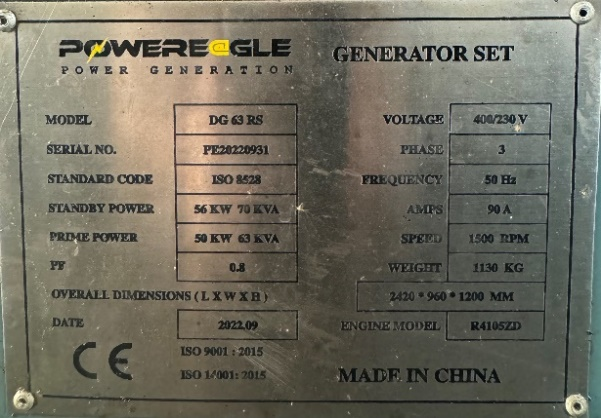 POWEREAGLE GENERATOR SET
POWER GENERATION
MODEL DG 63 RS VOLTAGE 400/230 V
SERIAL NO. PE20220931 PHASE 3
STANDARD CODE ISO 8528 FREQUENCY 50 Hz
STANDBY POWER 56 KW 70 KVA AMPS 90 A
PRIME POWER 50 KW 63 KVA SPEED 1500 RPM
PF 0.8 WEIGHT 1130 KG
OVERALL DIMENSIONS ( L X W X H ) 2420 * 960 * 1200 MM
DATE 2022.09 ENGINE MODEL R4105ZD
CE ISO 9001 : 2015
ISO 14001: 2015 MADE IN CHINA